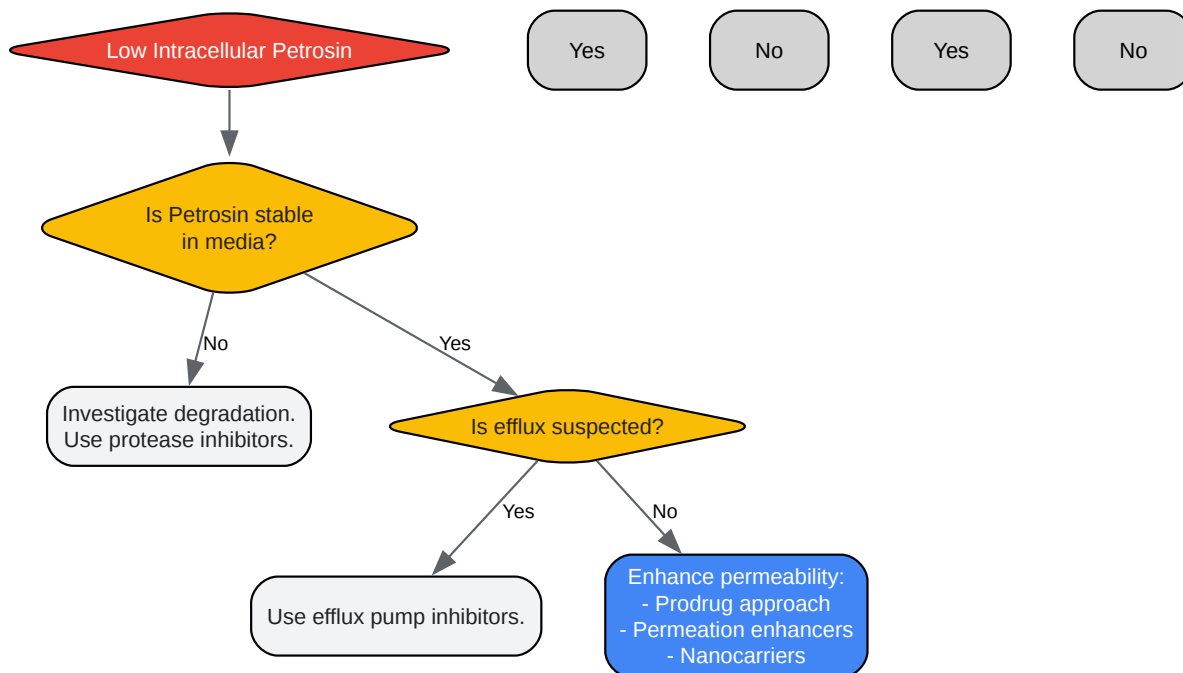 Low Intracellular Petrosin
Yes
No
Yes
No
Is Petrosin stable
in media?
No
Yes
Investigate degradation.
Use protease inhibitors.
Is efflux suspected?
Yes
No
Use efflux pump inhibitors.
Enhance permeability:
- Prodrug approach
- Permeation enhancers
- Nanocarriers